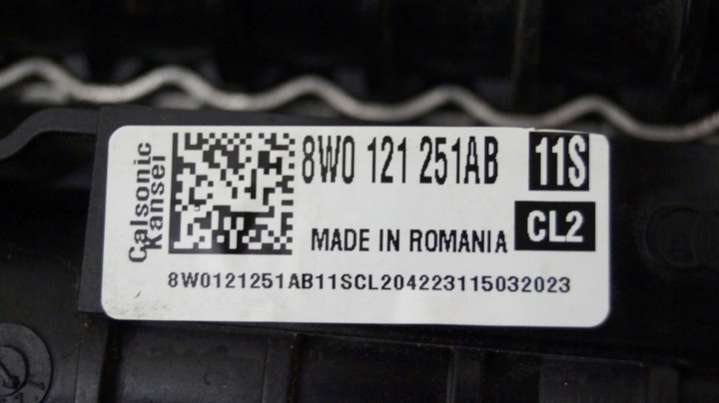 Calsonic
Kansei
8W0 121 251AB
11S
MADE IN ROMANIA
CL2
8W0121251AB11SCL204223115032023